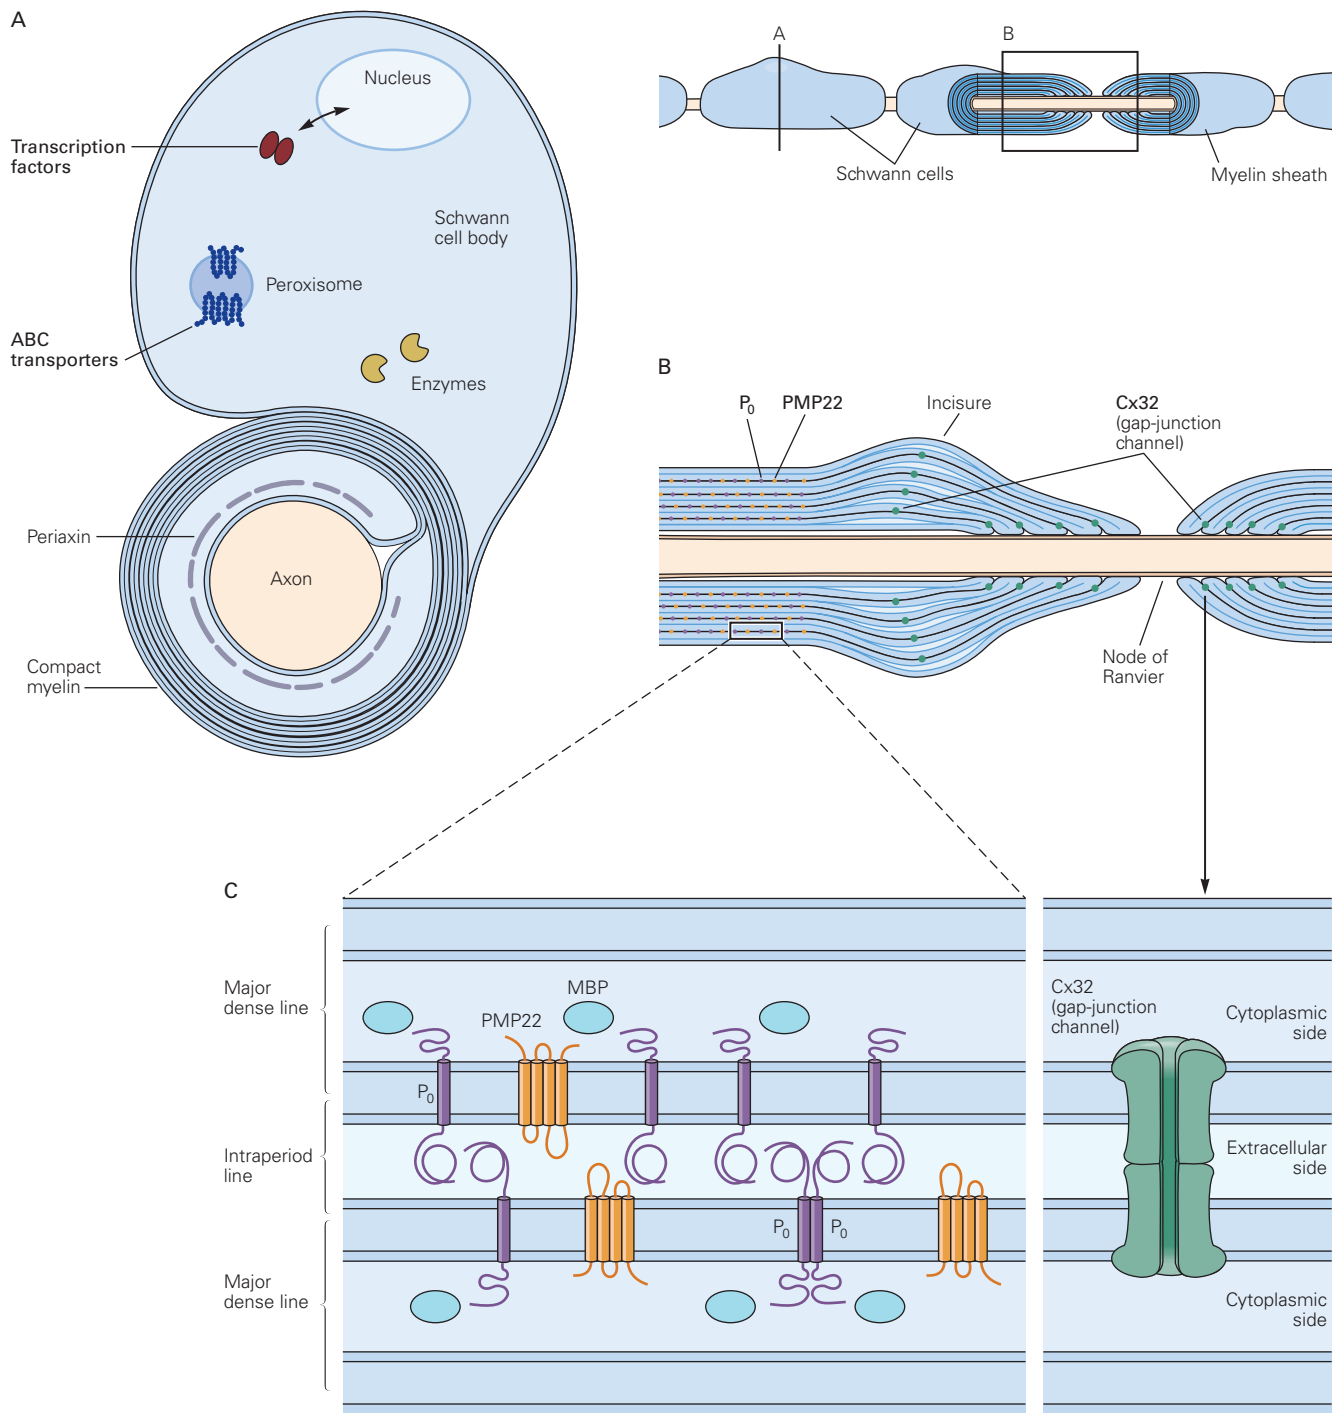 A
Nucleus
Transcription
factors
Schwann
cell body
Peroxisome
ABC
transporters
Enzymes
Periaxin
Axon
Compact
myelin
A
B
Schwann cells
Myelin sheath
B
P0
PMP22
Incisure
Cx32
(gap-junction
channel)
Node of
Ranvier
C
Major
dense line
MBP
PMP22
P0
Intraperiod
line
P0
P0
Major
dense line
Cx32
(gap-junction
channel)
Cytoplasmic
side
Extracellular
side
Cytoplasmic
side